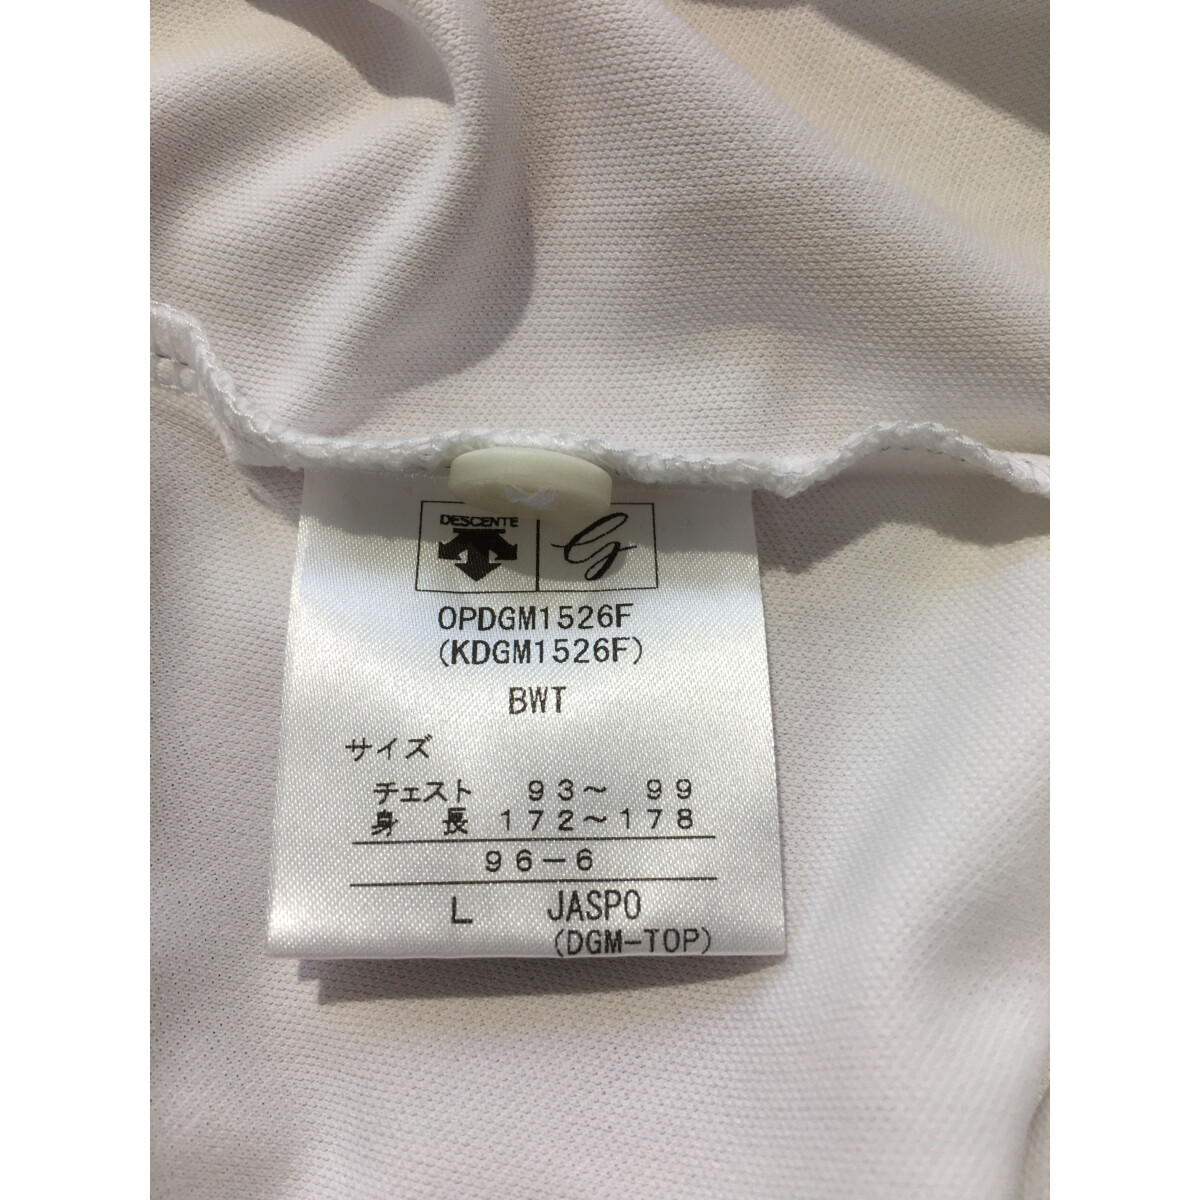 DESCENTE G
OPDGM1526F
(KDGM1526F)
BWT
サイズ
チェスト 93〜 99
身 長 172〜178
96-6
L JASPO
(DGM-TOP)